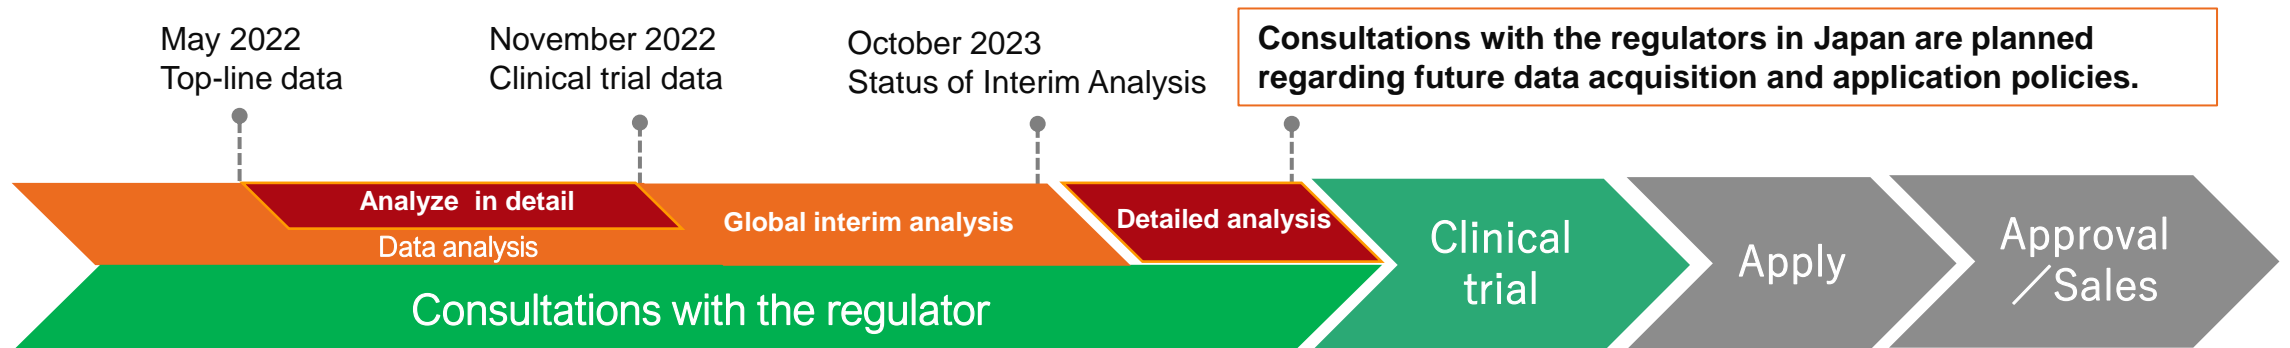 May 2022
Top-line data
November 2022
Clinical trial data
October 2023
Status of Interim Analysis
Consultations with the regulators in Japan are planned
regarding future data acquisition and application policies.
Analyze in detail
Data analysis
Global interim analysis
Detailed analysis
Consultations with the regulator
Clinical
trial
Apply
Approval
／Sales